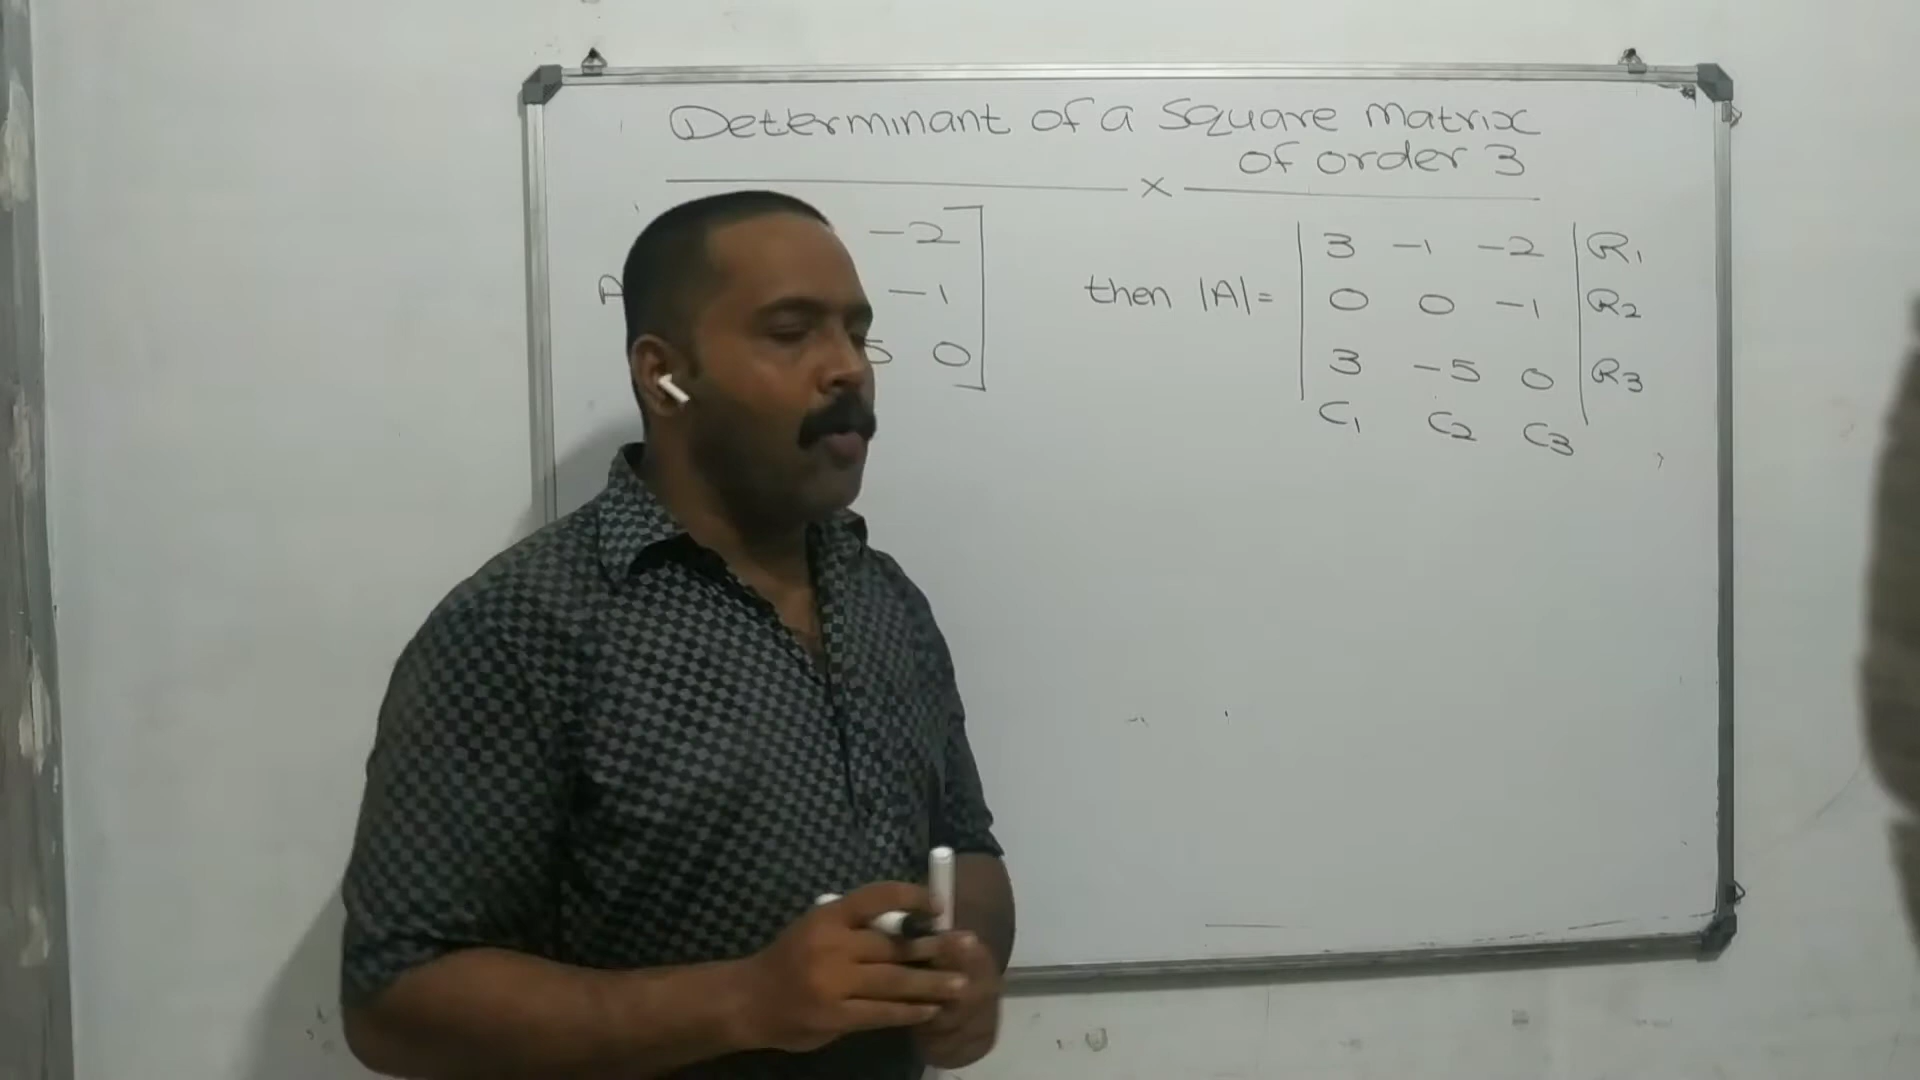 Determinant of a square matrix
of order 3
×
A -2
-1
5 0
then |A|= | 3 -1 -2 | R1
0 0 -1 R2
3 -5 0 R3
C1 C2 C3